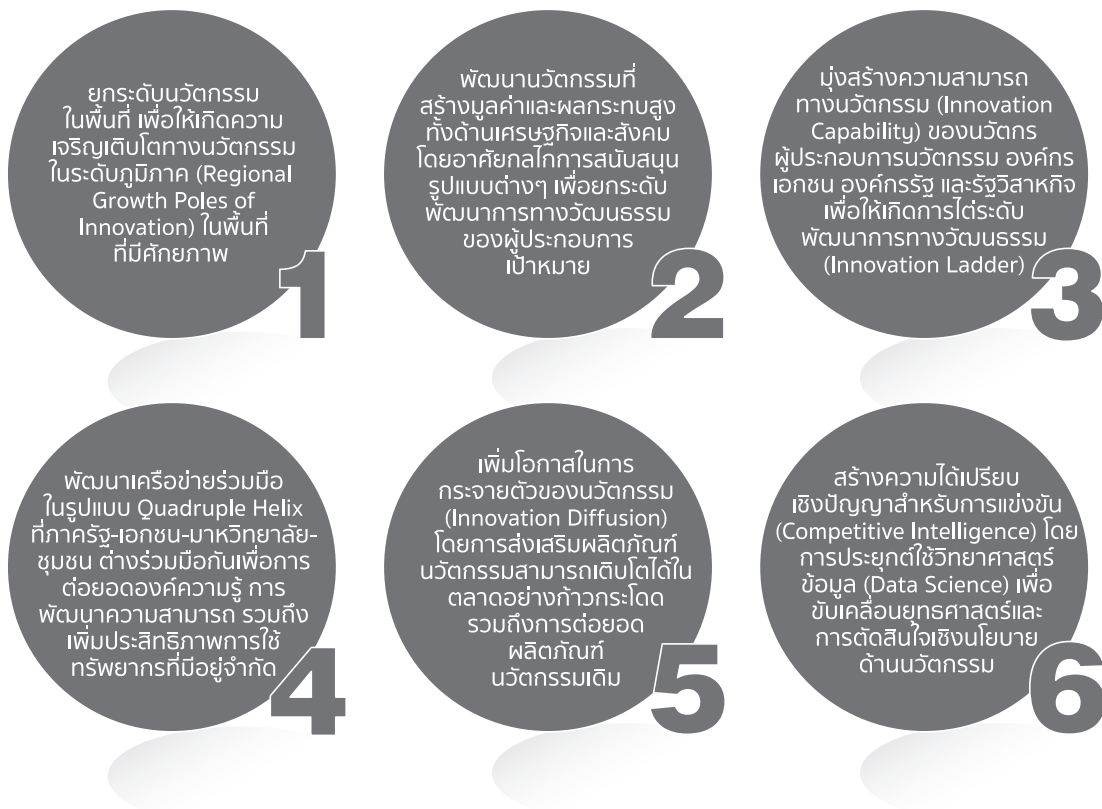 ยกระดับนวัตกรรม
ในพื้นที่ เพื่อให้เกิดความ
เจริญเติบโตทางนวัตกรรม
ในระดับภูมิภาค (Regional
Growth Poles of
Innovation) ในพื้นที่
ที่มีศักยภาพ
1
พัฒนานวัตกรรมที่
สร้างมูลค่าและผลกระทบสูง
ทั้งด้านเศรษฐกิจและสังคม
โดยอาศัยกลไกการสนับสนุน
รูปแบบต่างๆ เพื่อยกระดับ
พัฒนาการทางวัฒนธรรม
ของผู้ประกอบการ
เป้าหมาย
2
มุ่งสร้างความสามารถ
ทางนวัตกรรม (Innovation
Capability) ของนวัตกร
ผู้ประกอบการนวัตกรรม องค์กร
เอกชน องค์กรรัฐ และรัฐวิสาหกิจ
เพื่อให้เกิดการไต่ระดับ
พัฒนาการทางวัฒนธรรม
(Innovation Ladder)
3
พัฒนาเครือข่ายร่วมมือ
ในรูปแบบ Quadruple Helix
ที่ภาครัฐ-เอกชน-มาหวิทยาลัย-
ชุมชน ต่างร่วมมือกันเพื่อการ
ต่อยอดองค์ความรู้ การ
พัฒนาความสามารถ รวมถึง
เพิ่มประสิทธิภาพการใช้
ทรัพยากรที่มีอยู่จำกัด
4
เพิ่มโอกาสในการ
กระจายตัวของนวัตกรรม
(Innovation Diffusion)
โดยการส่งเสริมผลิตภัณฑ์
นวัตกรรมสามารถเติบโตได้ใน
ตลาดอย่างก้าวกระโดด
รวมถึงการต่อยอด
ผลิตภัณฑ์
นวัตกรรมเดิม
5
สร้างความได้เปรียบ
เชิงปัญญาสำหรับการแข่งขัน
(Competitive Intelligence) โดย
การประยุกต์ใช้วิทยาศาสตร์
ข้อมูล (Data Science) เพื่อ
ขับเคลื่อนยุทธศาสตร์และ
การตัดสินใจเชิงนโยบาย
ด้านนวัตกรรม
6